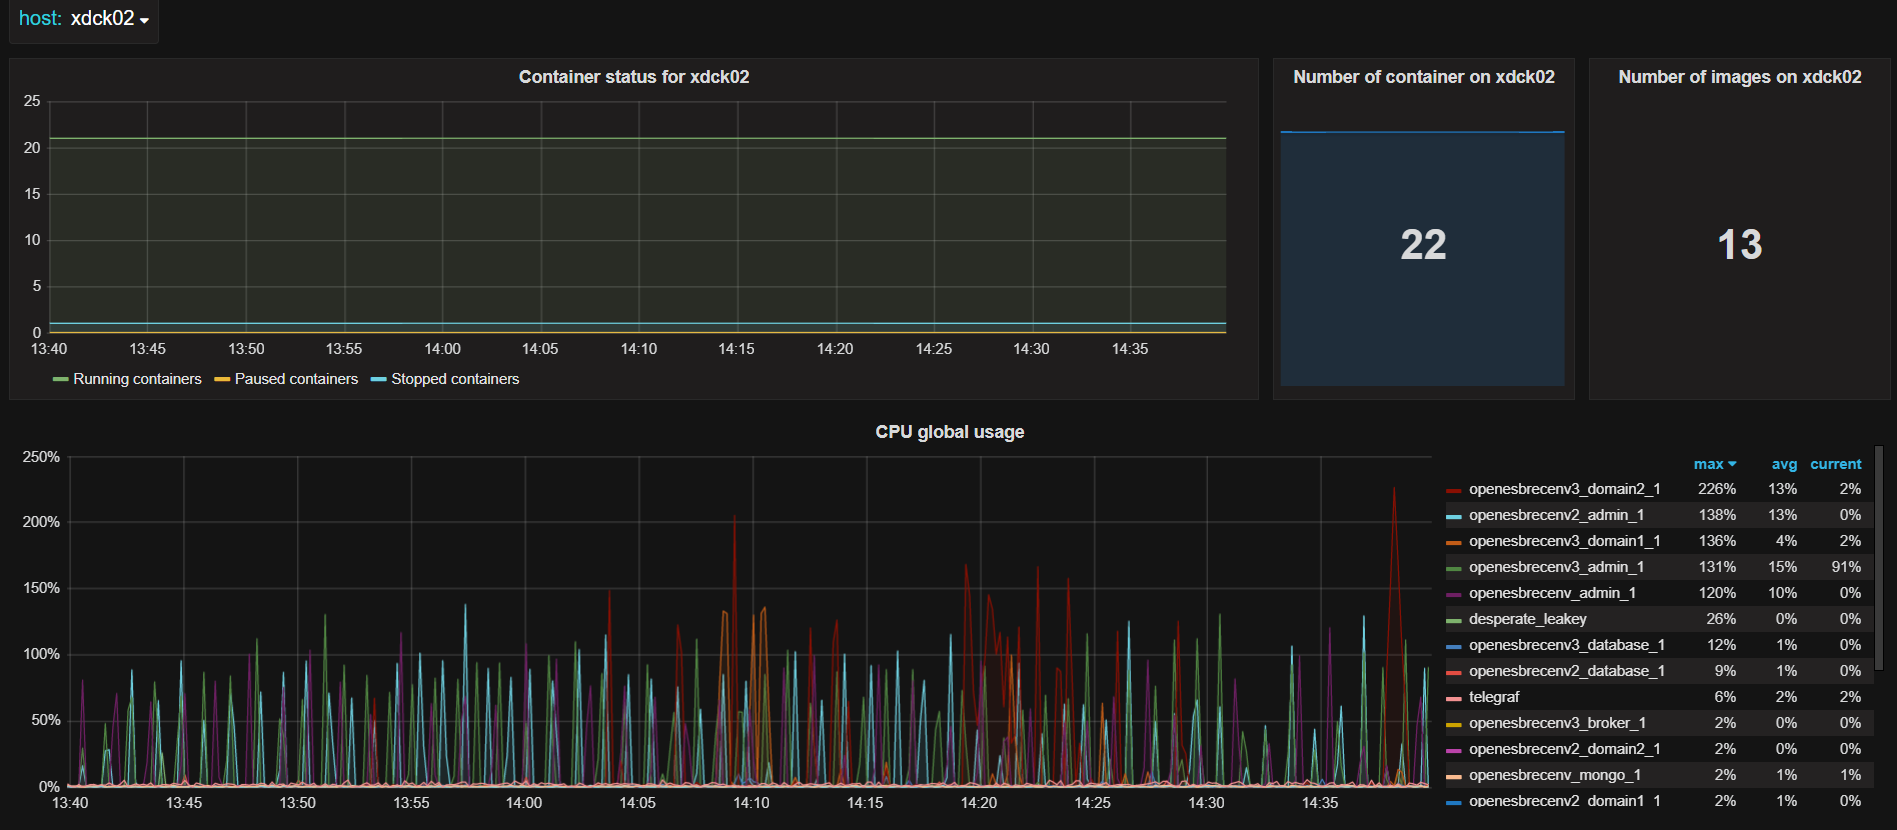 host: xdck02
Container status for xdck02
25
20
15
10
5
0
13:40 13:45 13:50 13:55 14:00 14:05 14:10 14:15 14:20 14:25 14:30 14:35
Running containers Paused containers Stopped containers
Number of container on xdck02
22
Number of images on xdck02
13
CPU global usage
250%
200%
150%
100%
50%
0%
13:40 13:45 13:50 13:55 14:00 14:05 14:10 14:15 14:20 14:25 14:30 14:35
max avg current
openesbrecenv3_domain2_1 226% 13% 2%
openesbrecenv2_admin_1 138% 13% 0%
openesbrecenv3_domain1_1 136% 4% 2%
openesbrecenv3_admin_1 131% 15% 91%
openesbrecenv_admin_1 120% 10% 0%
desperate_leakey 26% 0% 0%
openesbrecenv3_database_1 12% 1% 0%
openesbrecenv2_database_1 9% 1% 0%
telegraf 6% 2% 2%
openesbrecenv3_broker_1 2% 0% 0%
openesbrecenv2_domain2_1 2% 0% 0%
openesbrecenv_mongo_1 2% 1% 1%
openesbrecenv2_domain1_1 2% 1% 0%